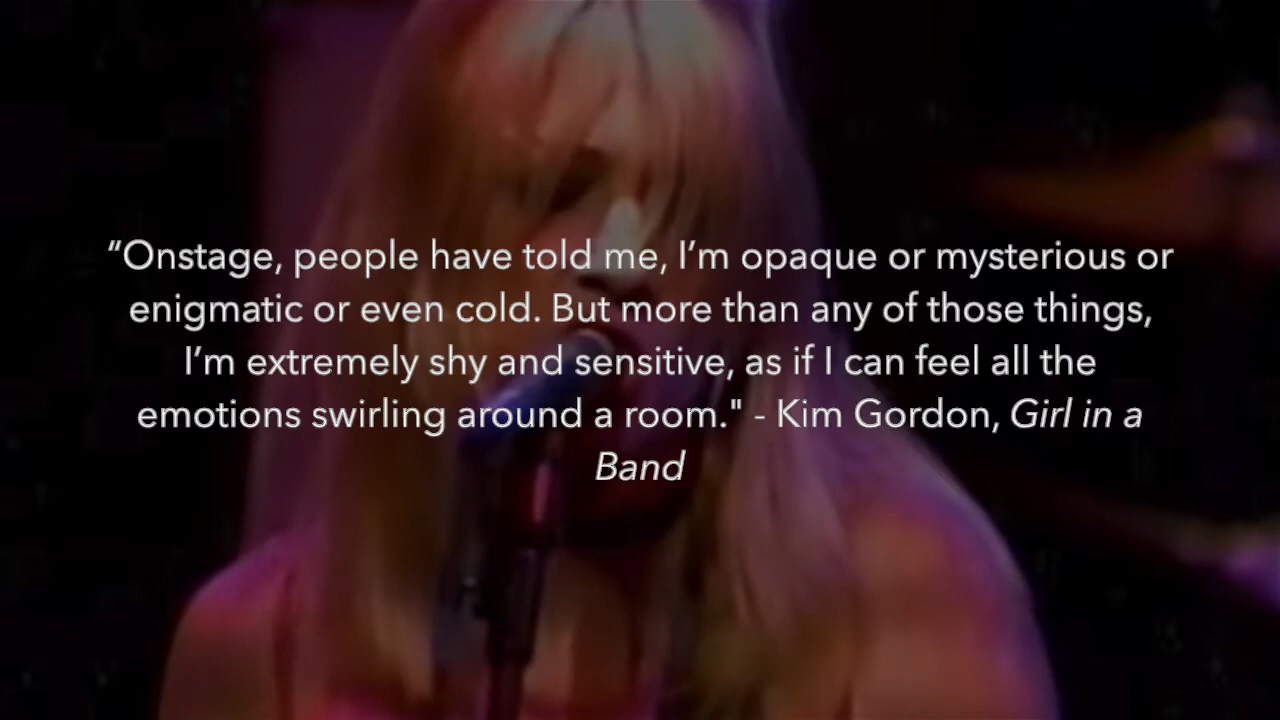 “Onstage, people have told me, I’m opaque or mysterious or
enigmatic or even cold. But more than any of those things,
I’m extremely shy and sensitive, as if I can feel all the
emotions swirling around a room." - Kim Gordon, Girl in a
Band